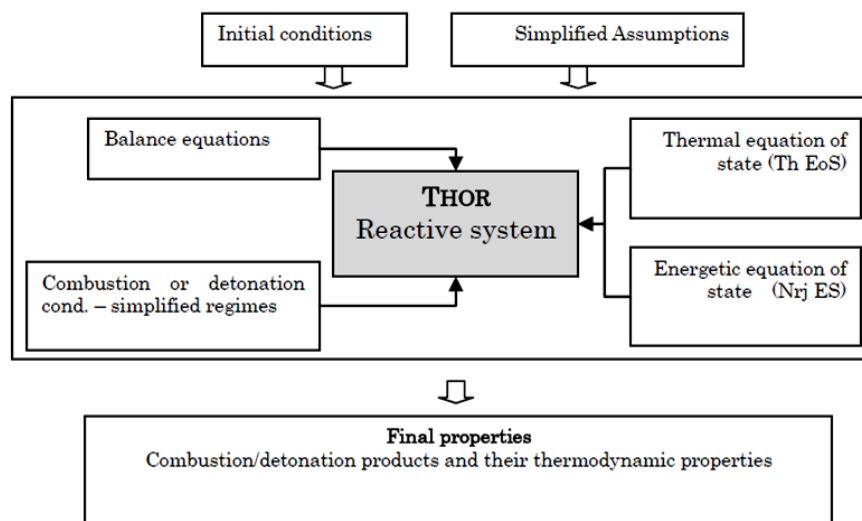 Initial conditions
Simplified Assumptions
Balance equations
Thermal equation of
state (Th EoS)
THOR
Reactive system
Combustion or detonation
cond. – simplified regimes
Energetic equation of
state (Nrj ES)
Final properties
Combustion/detonation products and their thermodynamic properties